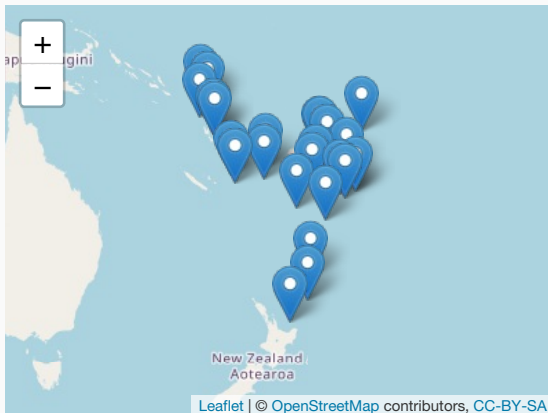 +
−
New Zealand
Aotearoa
Leaflet | © OpenStreetMap contributors, CC-BY-SA